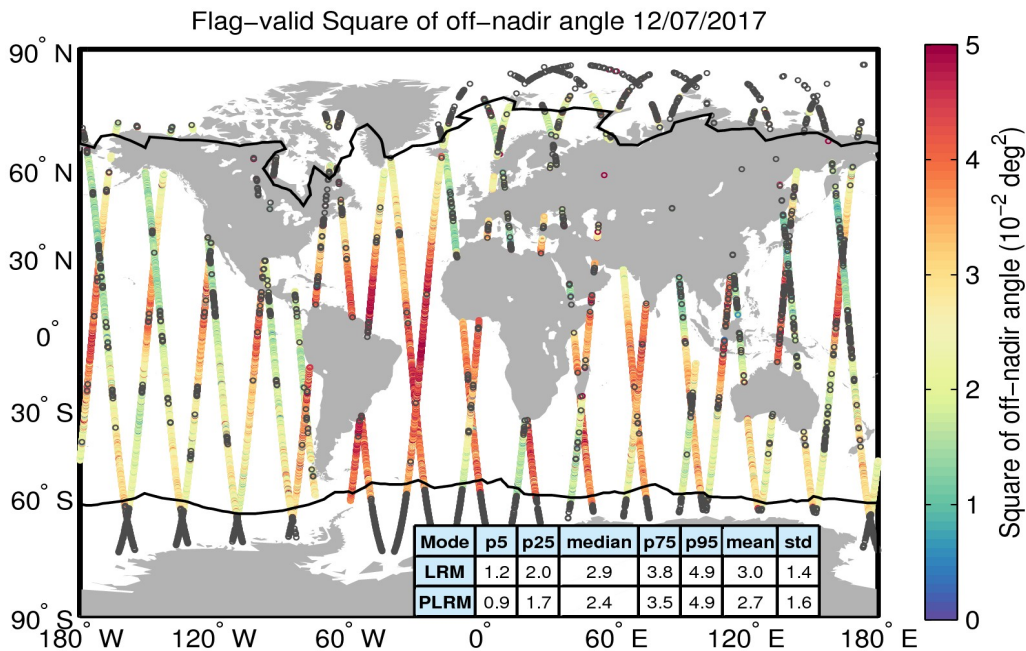 Flag−valid Square of off−nadir angle 12/07/2017
90° N
60° N
30° N
0°
30° S
60° S
90° S
180° W
120° W
60° W
0°
60° E
120° E
180° E
Mode p5 p25 median p75 p95 mean std
LRM 1.2 2.0 2.9 3.8 4.9 3.0 1.4
PLRM 0.9 1.7 2.4 3.5 4.9 2.7 1.6
5
4
3
2
1
0
Square of off−nadir angle (10⁻² deg²)